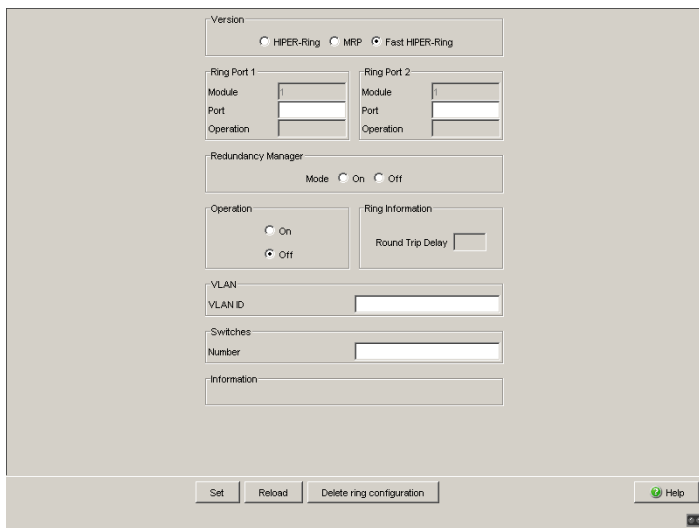 Version
HIPER-Ring MRP Fast HIPER-Ring
Ring Port 1
Module 1
Port
Operation
Ring Port 2
Module 1
Port
Operation
Redundancy Manager
Mode On Off
Operation
On
Off
Ring Information
Round Trip Delay
VLAN
VLAN ID
Switches
Number
Information
Set Reload Delete ring configuration Help